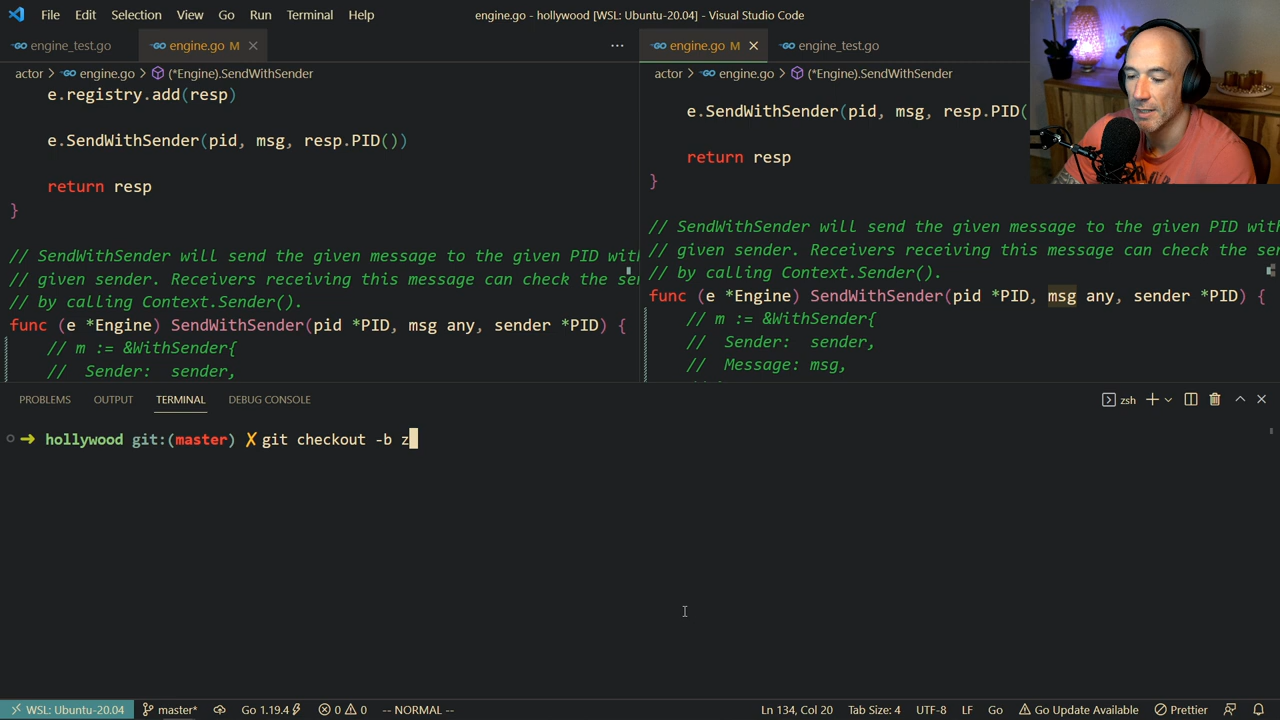 File Edit Selection View Go Run Terminal Help
engine.go - hollywood [WSL: Ubuntu-20.04] - Visual Studio Code
engine_test.go
engine.go M
actor > engine.go > (*Engine).SendWithSender
e.registry.add(resp)
e.SendWithSender(pid, msg, resp.PID())
return resp
}
// SendWithSender will send the given message to the given PID with
// given sender. Receivers receiving this message can check the se
// by calling Context.Sender().
func (e *Engine) SendWithSender(pid *PID, msg any, sender *PID) {
// m := &WithSender{
// Sender: sender,
engine.go M
engine_test.go
actor > engine.go > (*Engine).SendWithSender
e.SendWithSender(pid, msg, resp.PID(
return resp
}
// SendWithSender will send the given message to the given PID with
// given sender. Receivers receiving this message can check the se
// by calling Context.Sender().
func (e *Engine) SendWithSender(pid *PID, msg any, sender *PID) {
// m := &WithSender{
// Sender: sender,
// Message: msg,
PROBLEMS OUTPUT TERMINAL DEBUG CONSOLE
zsh
hollywood git:(master) ✗ git checkout -b z
WSL: Ubuntu-20.04 master* Go 1.19.4 0 0 -- NORMAL --
Ln 134, Col 20 Tab Size: 4 UTF-8 LF Go Go Update Available Prettier